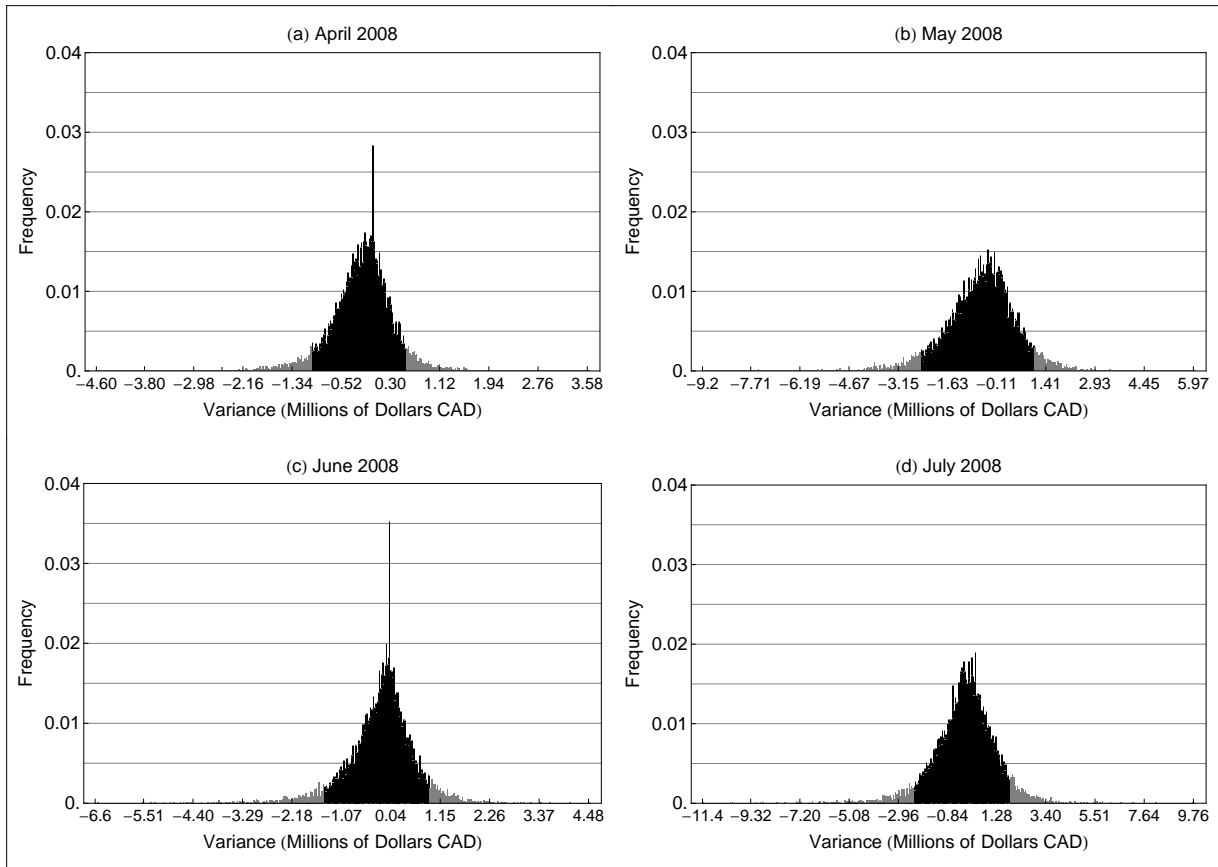 (a) April 2008
0.04
0.03
0.02
0.01
0.
Frequency
−4.60 −3.80 −2.98 −2.16 −1.34 −0.52 0.30 1.12 1.94 2.76 3.58
Variance (Millions of Dollars CAD)
(b) May 2008
0.04
0.03
0.02
0.01
0.
Frequency
−9.2 −7.71 −6.19 −4.67 −3.15 −1.63 −0.11 1.41 2.93 4.45 5.97
Variance (Millions of Dollars CAD)
(c) June 2008
0.04
0.03
0.02
0.01
0.
Frequency
−6.6 −5.51 −4.40 −3.29 −2.18 −1.07 0.04 1.15 2.26 3.37 4.48
Variance (Millions of Dollars CAD)
(d) July 2008
0.04
0.03
0.02
0.01
0.
Frequency
−11.4 −9.32 −7.20 −5.08 −2.96 −0.84 1.28 3.40 5.51 7.64 9.76
Variance (Millions of Dollars CAD)